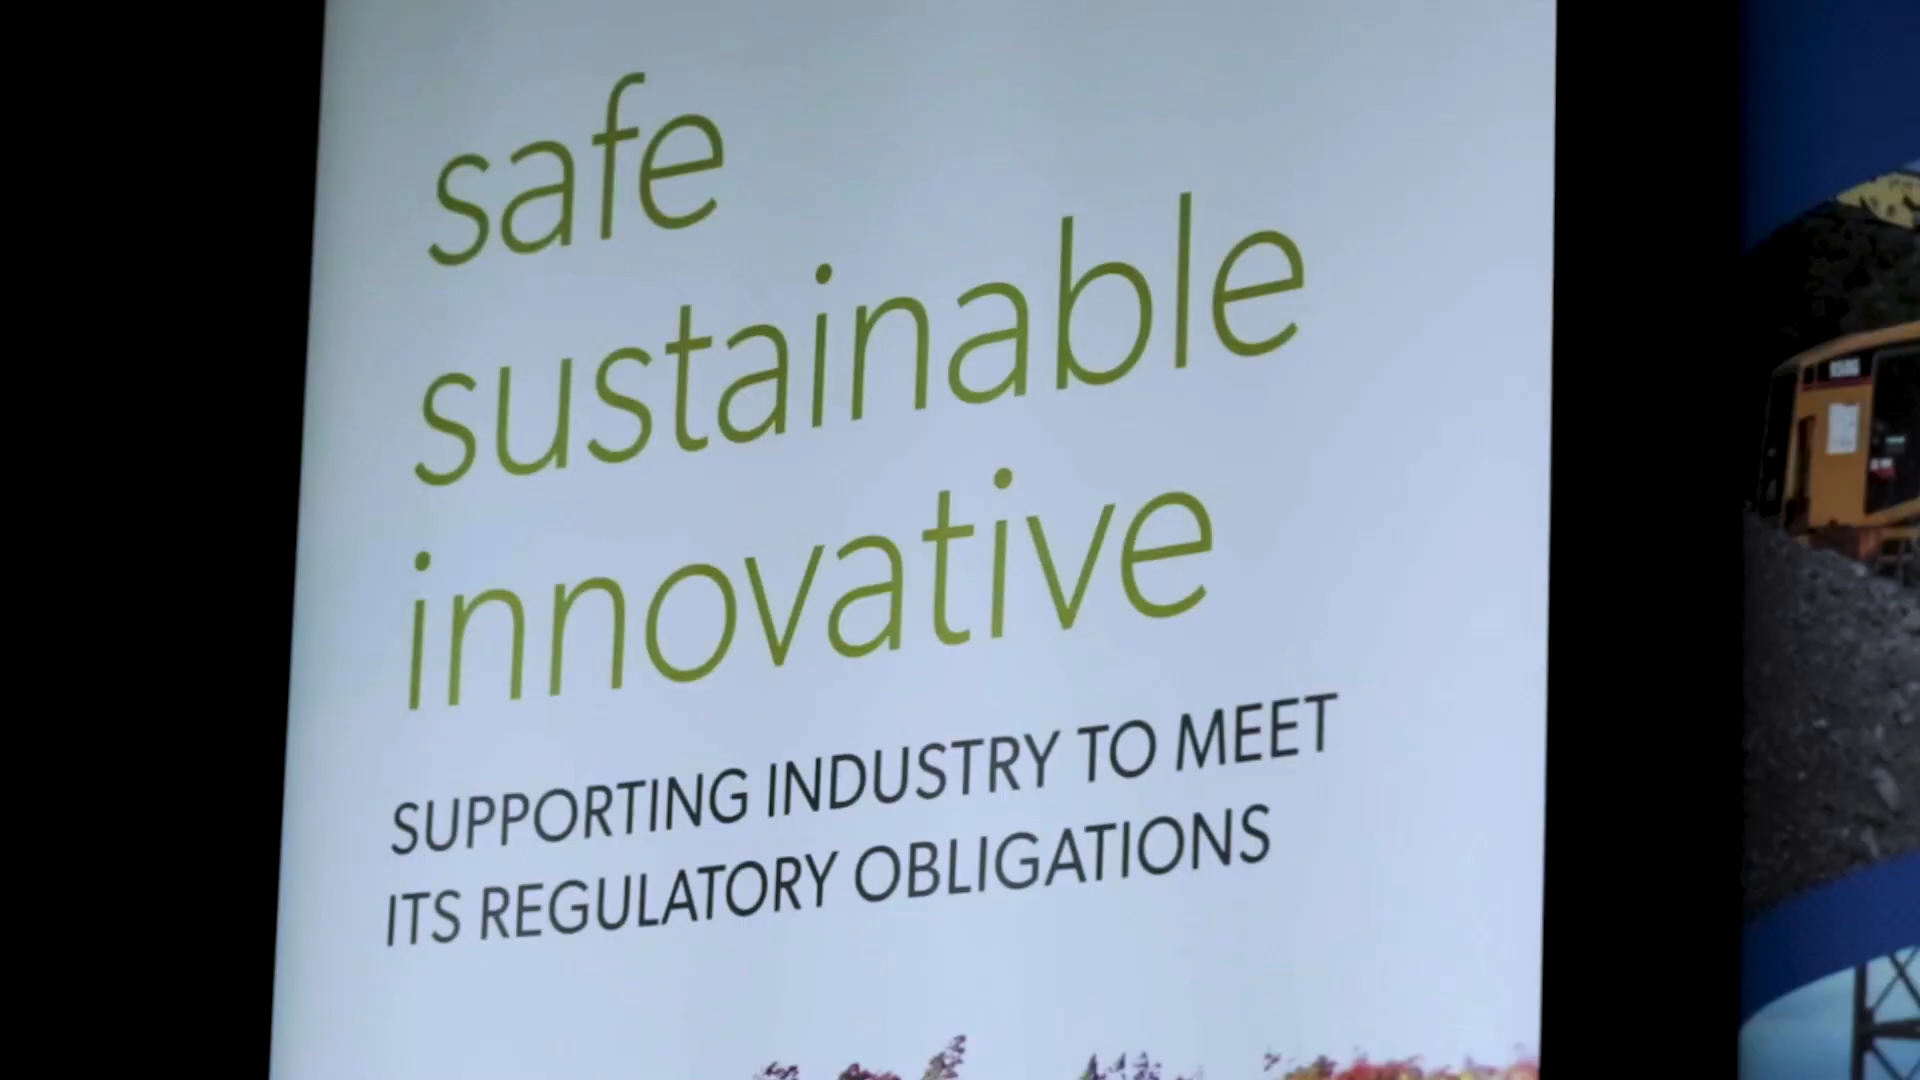 safe
sustainable
innovative
SUPPORTING INDUSTRY TO MEET
ITS REGULATORY OBLIGATIONS